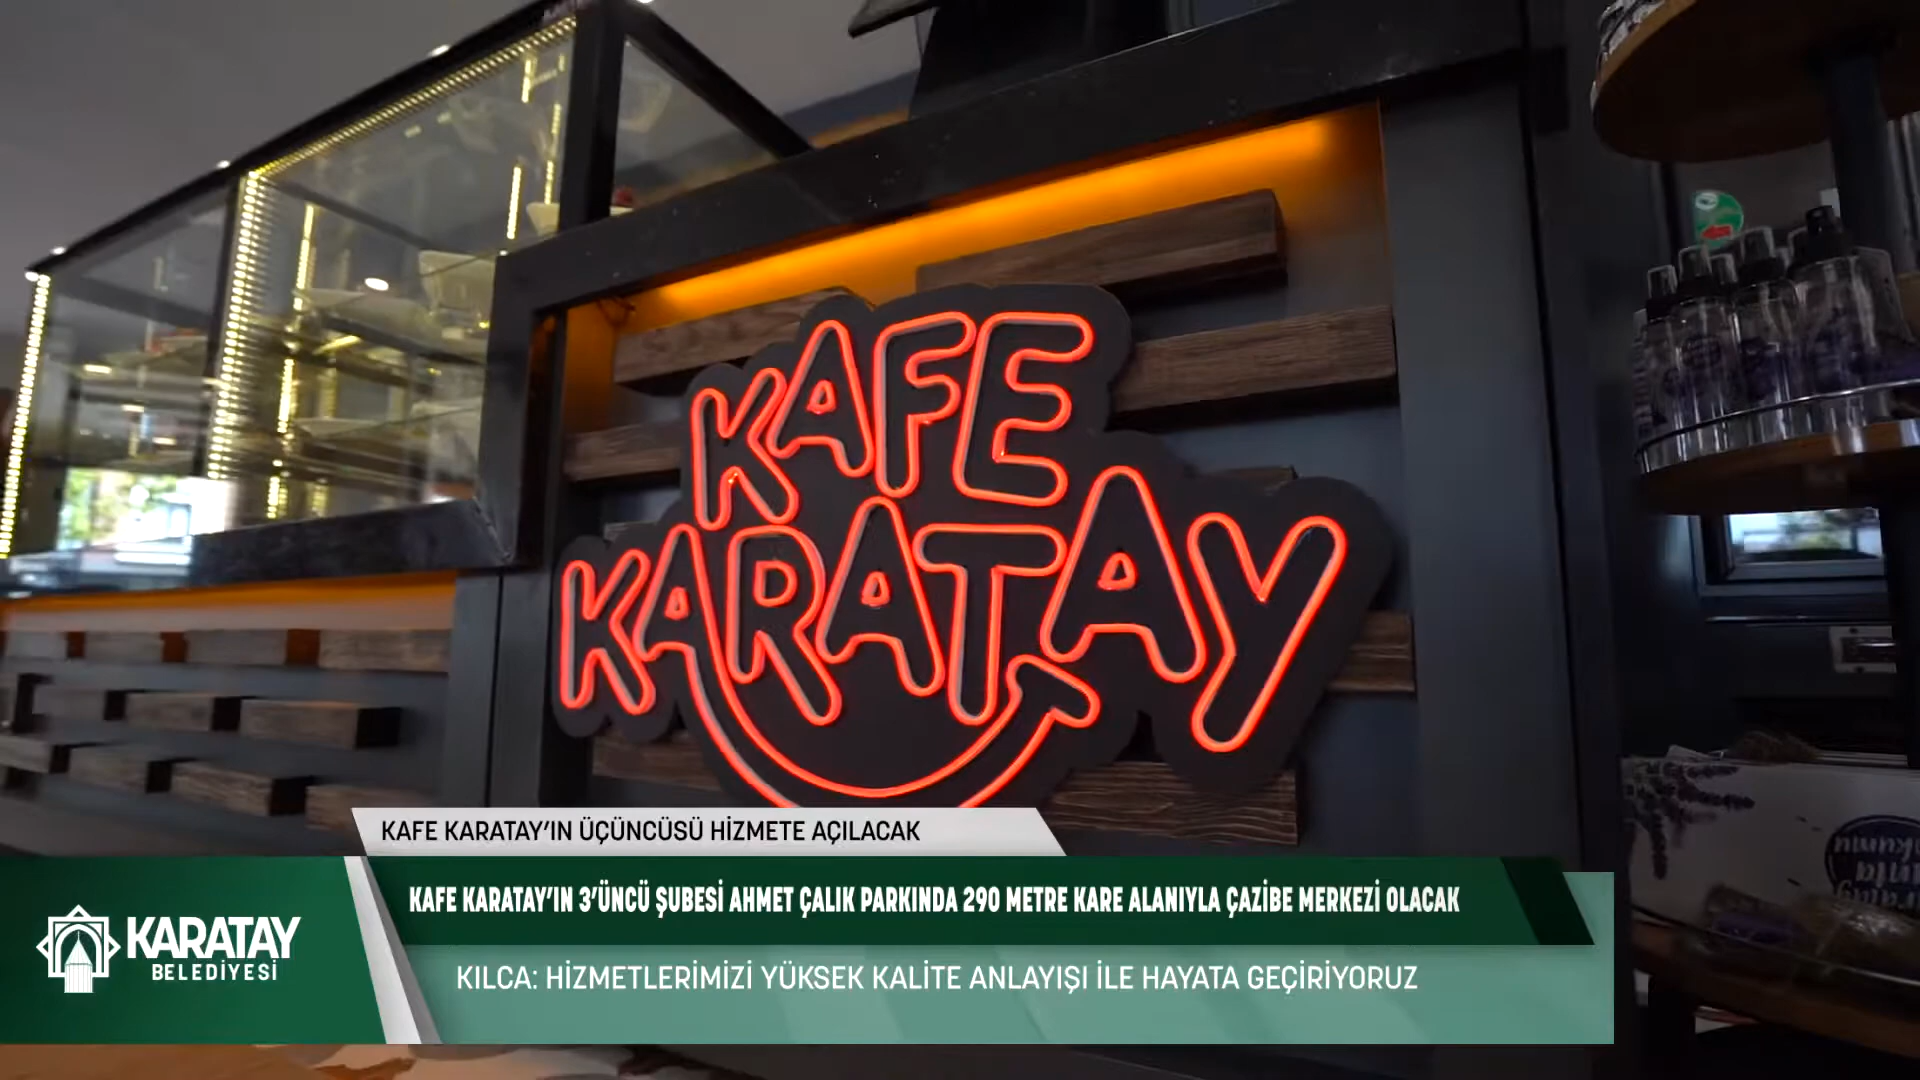 KAFE
KARATAY
KAFE KARATAY'IN ÜÇÜNCÜSÜ HİZMETE AÇILACAK
KAFE KARATAY'IN 3'ÜNCÜ ŞUBESİ AHMET ÇALIK PARKINDA 290 METRE KARE ALANIYLA ÇAZİBE MERKEZİ OLACAK
KARATAY
BELEDİYESİ
KILCA: HİZMETLERİMİZİ YÜKSEK KALİTE ANLAYIŞI İLE HAYATA GEÇİRİYORUZ